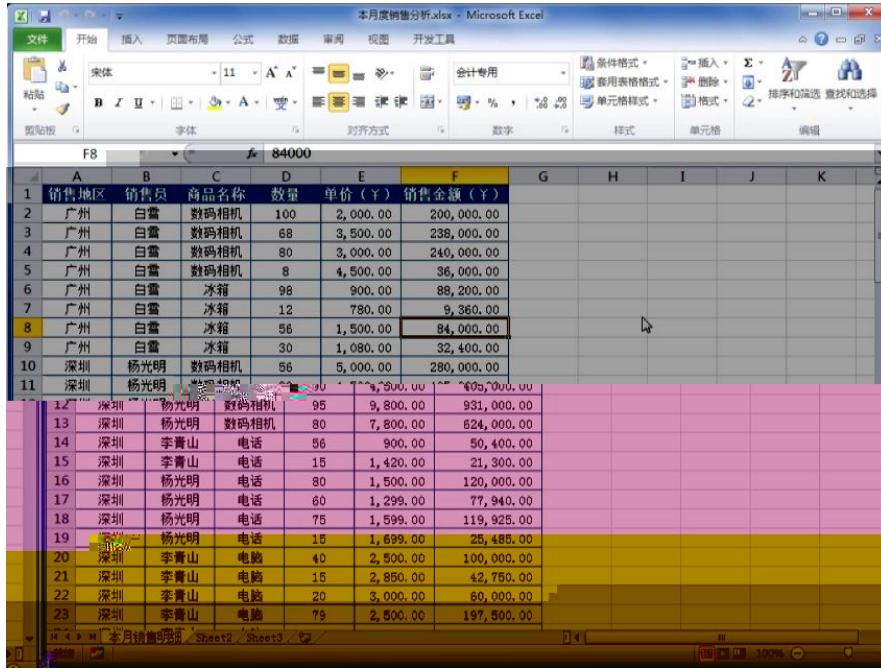 本月度销售分析.xlsx - Microsoft Excel
文件 开始 插入 页面布局 公式 数据 审阅 视图 开发工具
宋体 11 A A 会计专用 条件格式 插入 Σ
粘贴 套用表格格式 删除 排序和筛选 查找和选择
B I U A 变 % , 单元格样式 格式
剪贴板 字体 对齐方式 数字 样式 单元格 编辑
F8 fx 84000
A B C D E F G H I J K
1 销售地区 销售员 商品名称 数量 单价(¥) 销售金额(¥)
2 广州 白雪 数码相机 100 2,000.00 200,000.00
3 广州 白雪 数码相机 68 3,500.00 238,000.00
4 广州 白雪 数码相机 80 3,000.00 240,000.00
5 广州 白雪 数码相机 8 4,500.00 36,000.00
6 广州 白雪 冰箱 98 900.00 88,200.00
7 广州 白雪 冰箱 12 780.00 9,360.00
8 广州 白雪 冰箱 56 1,500.00 84,000.00
9 广州 白雪 冰箱 30 1,080.00 32,400.00
10 深圳 杨光明 数码相机 56 5,000.00 280,000.00
11 深圳 杨光明
12 深圳 杨光明 数码相机 95 9,800.00 931,000.00
13 深圳 杨光明 数码相机 80 7,800.00 624,000.00
14 深圳 李青山 电话 56 900.00 50,400.00
15 深圳 李青山 电话 15 1,420.00 21,300.00
16 深圳 杨光明 电话 80 1,500.00 120,000.00
17 深圳 杨光明 电话 60 1,299.00 77,940.00
18 深圳 杨光明 电话 75 1,599.00 119,925.00
19 深圳 杨光明 电话 15 1,699.00 25,485.00
20 深圳 李青山 电脑 40 2,500.00 100,000.00
21 深圳 李青山 电脑 15 2,850.00 42,750.00
22 深圳 李青山 电脑 20 3,000.00 60,000.00
23 深圳 李青山 电脑 79 2,500.00 197,500.00
本月销售明细 Sheet2 Sheet3
100%